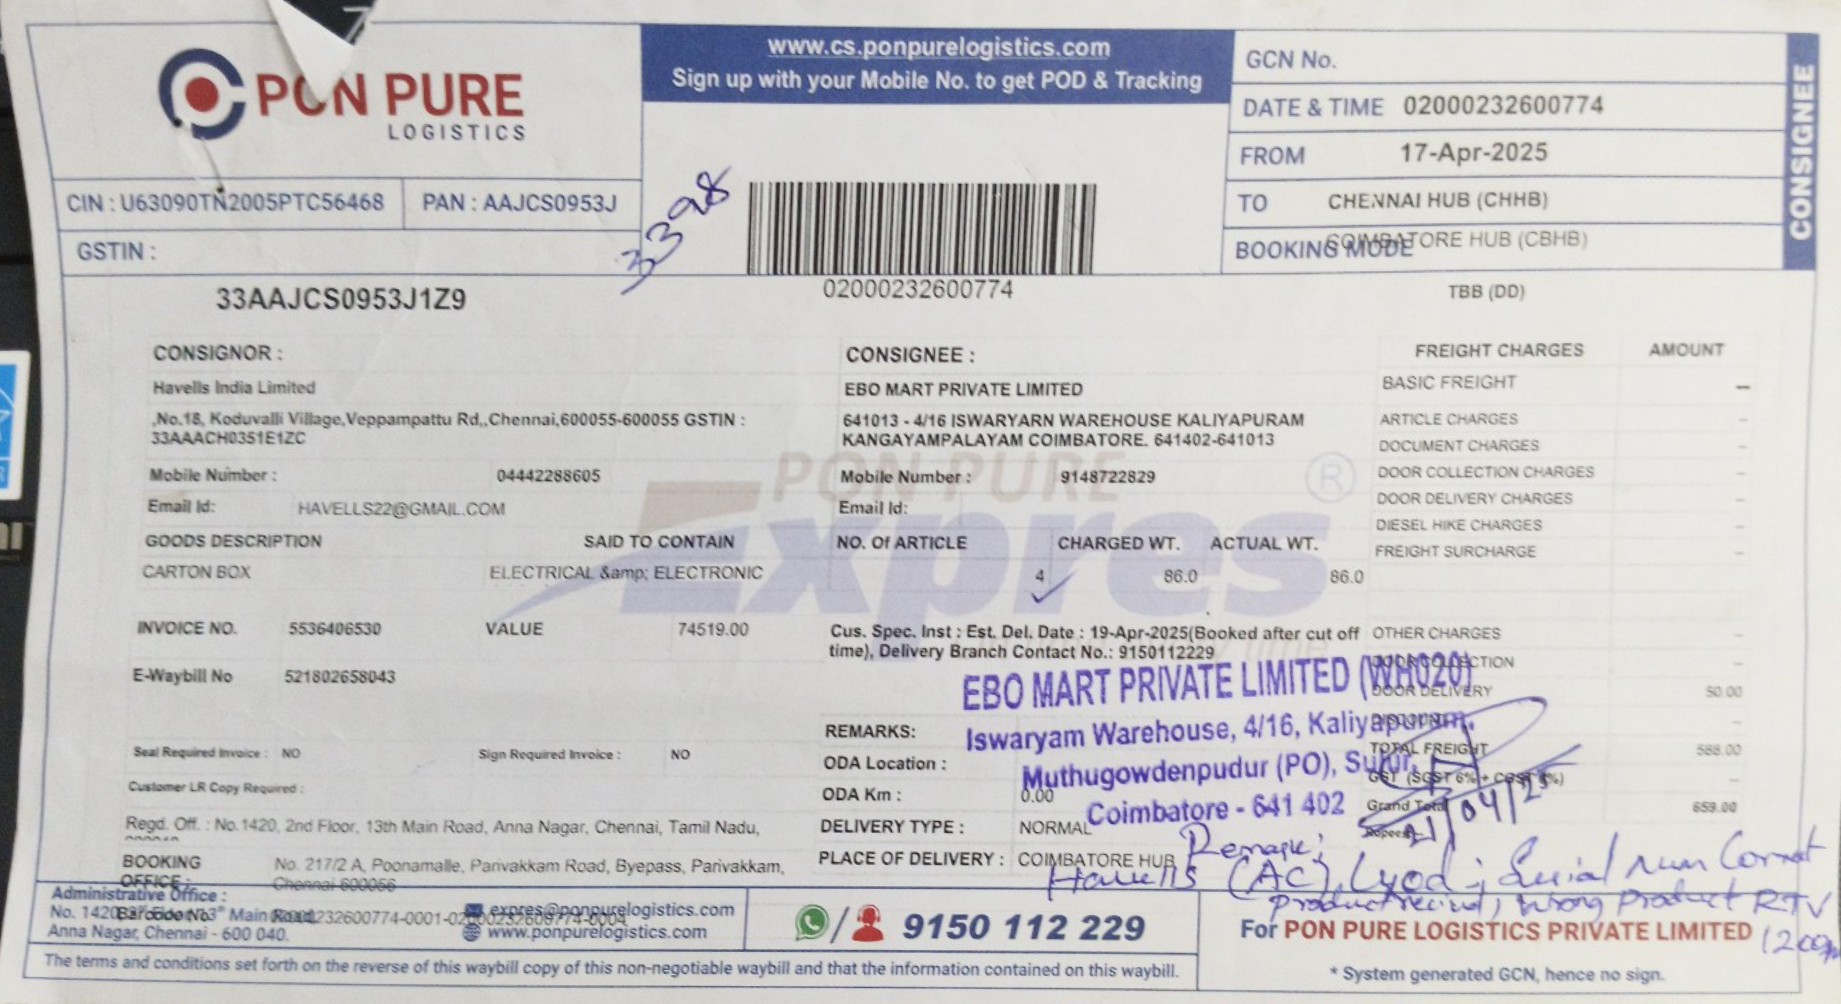 PON PURE
LOGISTICS
www.cs.ponpurelogistics.com
Sign up with your Mobile No. to get POD & Tracking
GCN No.
DATE & TIME 02000232600774
FROM 17-Apr-2025
TO CHENNAI HUB (CHHB)
BOOKING MODE COIMBATORE HUB (CBHB)
TBB (DD)
CONSIGNEE
CIN : U63090TN2005PTC56468 PAN : AAJCS0953J
GSTIN :
33AAJCS0953J1Z9
3398
02000232600774
CONSIGNOR :
Havells India Limited
,No.18, Koduvalli Village,Veppampattu Rd,,Chennai,600055-600055 GSTIN :
33AAACH0351E1ZC
Mobile Number : 04442288605
Email Id: HAVELLS22@GMAIL.COM
CONSIGNEE :
EBO MART PRIVATE LIMITED
641013 - 4/16 ISWARYARN WAREHOUSE KALIYAPURAM
KANGAYAMPALAYAM COIMBATORE. 641402-641013
Mobile Number : 9148722829
Email Id:
PON PURE
Expres ®
GOODS DESCRIPTION SAID TO CONTAIN NO. Of ARTICLE CHARGED WT. ACTUAL WT.
CARTON BOX ELECTRICAL &amp; ELECTRONIC 4 86.0 86.0
INVOICE NO. 5536406530 VALUE 74519.00
E-Waybill No 521802658043
Cus. Spec. Inst : Est. Del. Date : 19-Apr-2025(Booked after cut off
time), Delivery Branch Contact No.: 9150112229
FREIGHT CHARGES AMOUNT
BASIC FREIGHT -
ARTICLE CHARGES -
DOCUMENT CHARGES -
DOOR COLLECTION CHARGES -
DOOR DELIVERY CHARGES -
DIESEL HIKE CHARGES -
FREIGHT SURCHARGE -
OTHER CHARGES -
DOOR COLLECTION -
DOOR DELIVERY 50.00
DISCOUNT -
TOTAL FREIGHT 588.00
GST (SGST 6% + CGST 6%) -
Grand Total 659.00
Rupees
EBO MART PRIVATE LIMITED (WH020)
Iswaryam Warehouse, 4/16, Kaliyapuram,
Muthugowdenpudur (PO), Sulur,
Coimbatore - 641 402
21/04/25
Seal Required Invoice : NO Sign Required Invoice : NO
Customer LR Copy Required :
REMARKS:
ODA Location :
ODA Km : 0.00
DELIVERY TYPE : NORMAL
PLACE OF DELIVERY : COIMBATORE HUB
Regd. Off. : No.1420, 2nd Floor, 13th Main Road, Anna Nagar, Chennai, Tamil Nadu,
BOOKING OFFICE : No. 217/2 A, Poonamalle, Parivakkam Road, Byepass, Parivakkam,
Chennai 600056
Remark:
Havells (AC), Lyod
Product wrong product RTV
Administrative Office :
Anna Nagar, Chennai - 600 040.
expres@ponpurelogistics.com
www.ponpurelogistics.com
9150 112 229
For PON PURE LOGISTICS PRIVATE LIMITED
* System generated GCN, hence no sign.
The terms and conditions set forth on the reverse of this waybill copy of this non-negotiable waybill and that the information contained on this waybill.